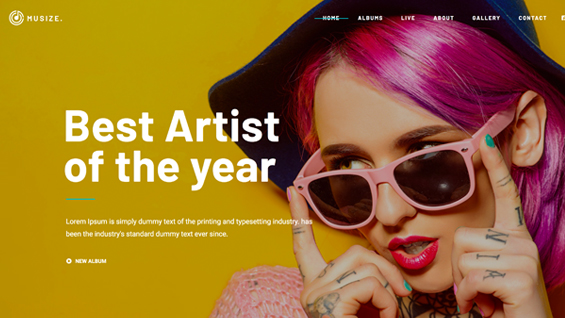 MUSIZE.
HOME ALBUMS LIVE ABOUT GALLERY CONTACT
Best Artist
of the year
Lorem Ipsum is simply dummy text of the printing and typesetting industry. has
been the industry's standard dummy text ever since.
NEW ALBUM